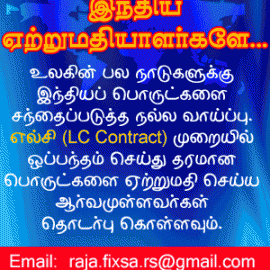 இந்திய
ஏற்றுமதியாளர்களே...
உலகின் பல நாடுகளுக்கு
இந்தியப் பொருட்களை
சந்தைப்படுத்த நல்ல வாய்ப்பு.
எல்சி (LC Contract) முறையில்
ஒப்பந்தம் செய்து தரமான
பொருட்களை ஏற்றுமதி செய்ய
ஆர்வமுள்ளவர்கள்
தொடர்பு கொள்ளவும்.
Email: raja.fixsa.rs@gmail.com